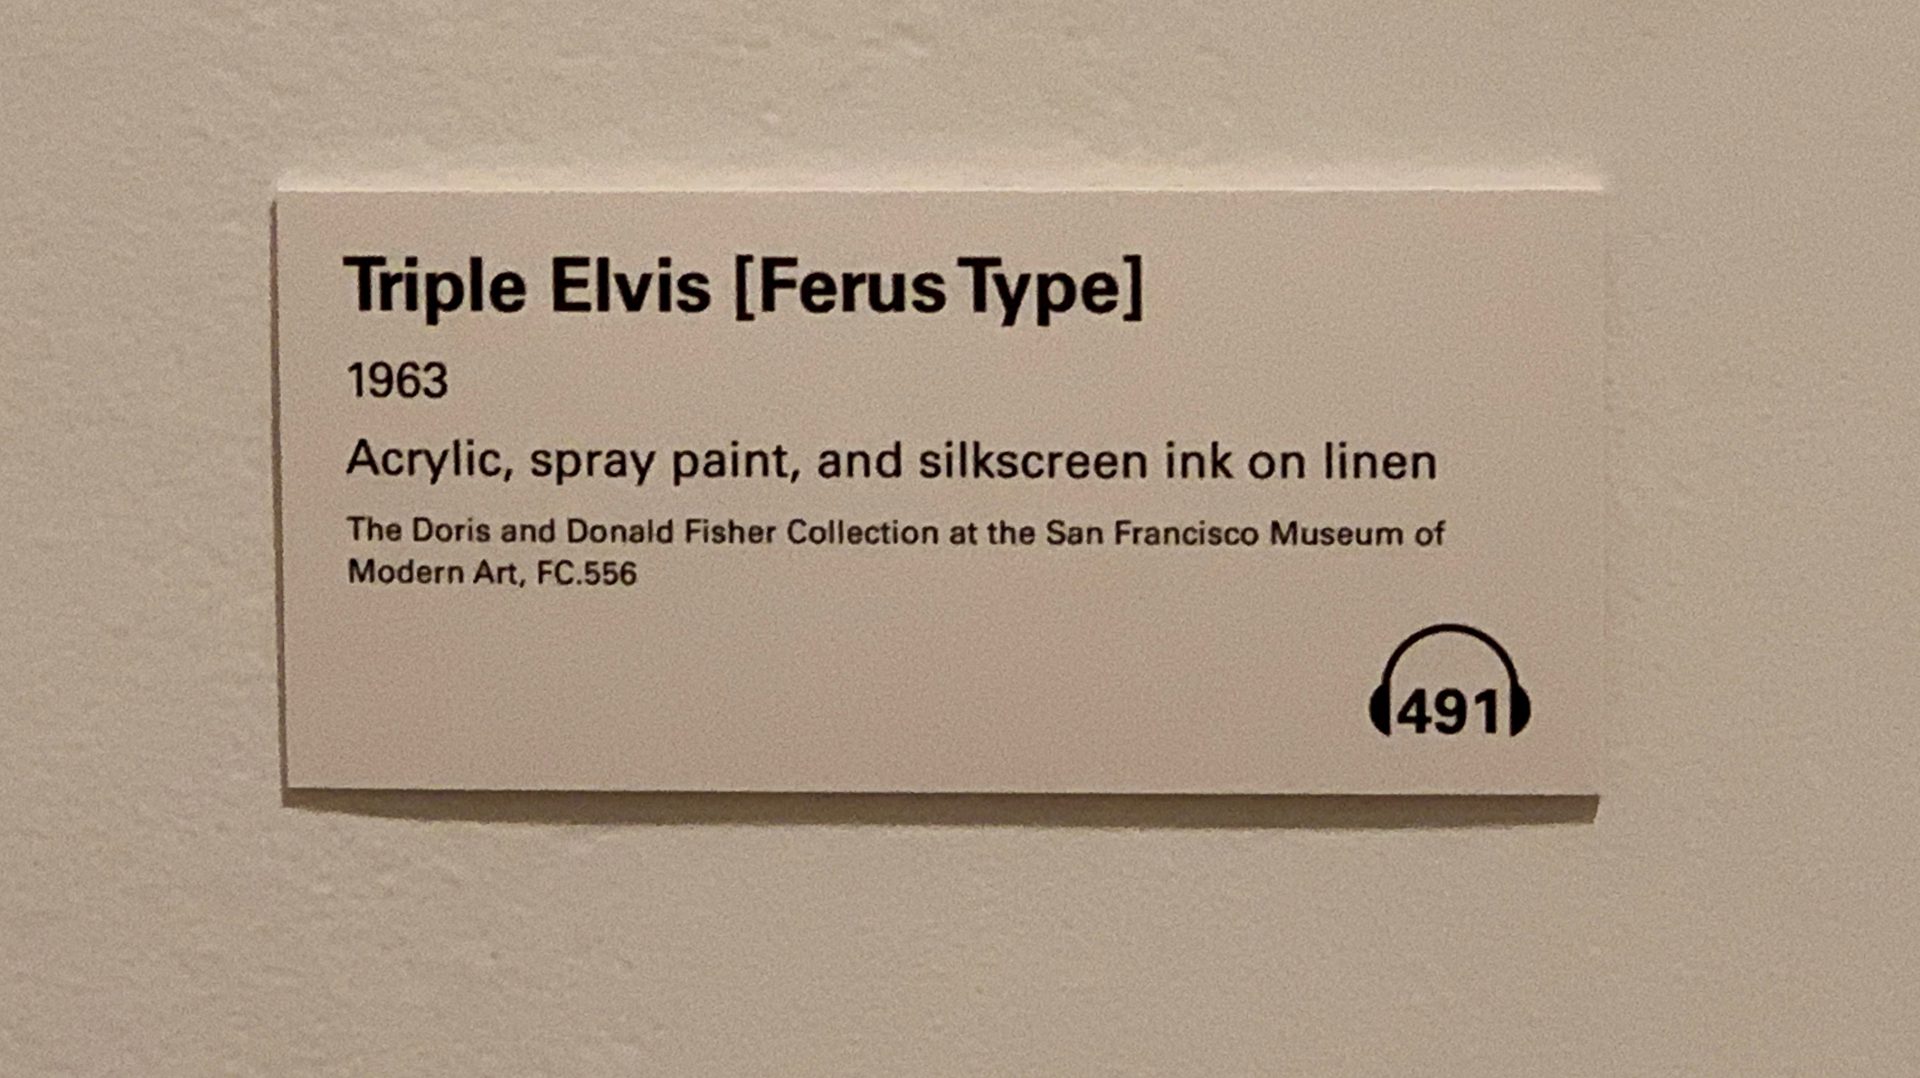 Triple Elvis [Ferus Type]
1963
Acrylic, spray paint, and silkscreen ink on linen
The Doris and Donald Fisher Collection at the San Francisco Museum of
Modern Art, FC.556
491